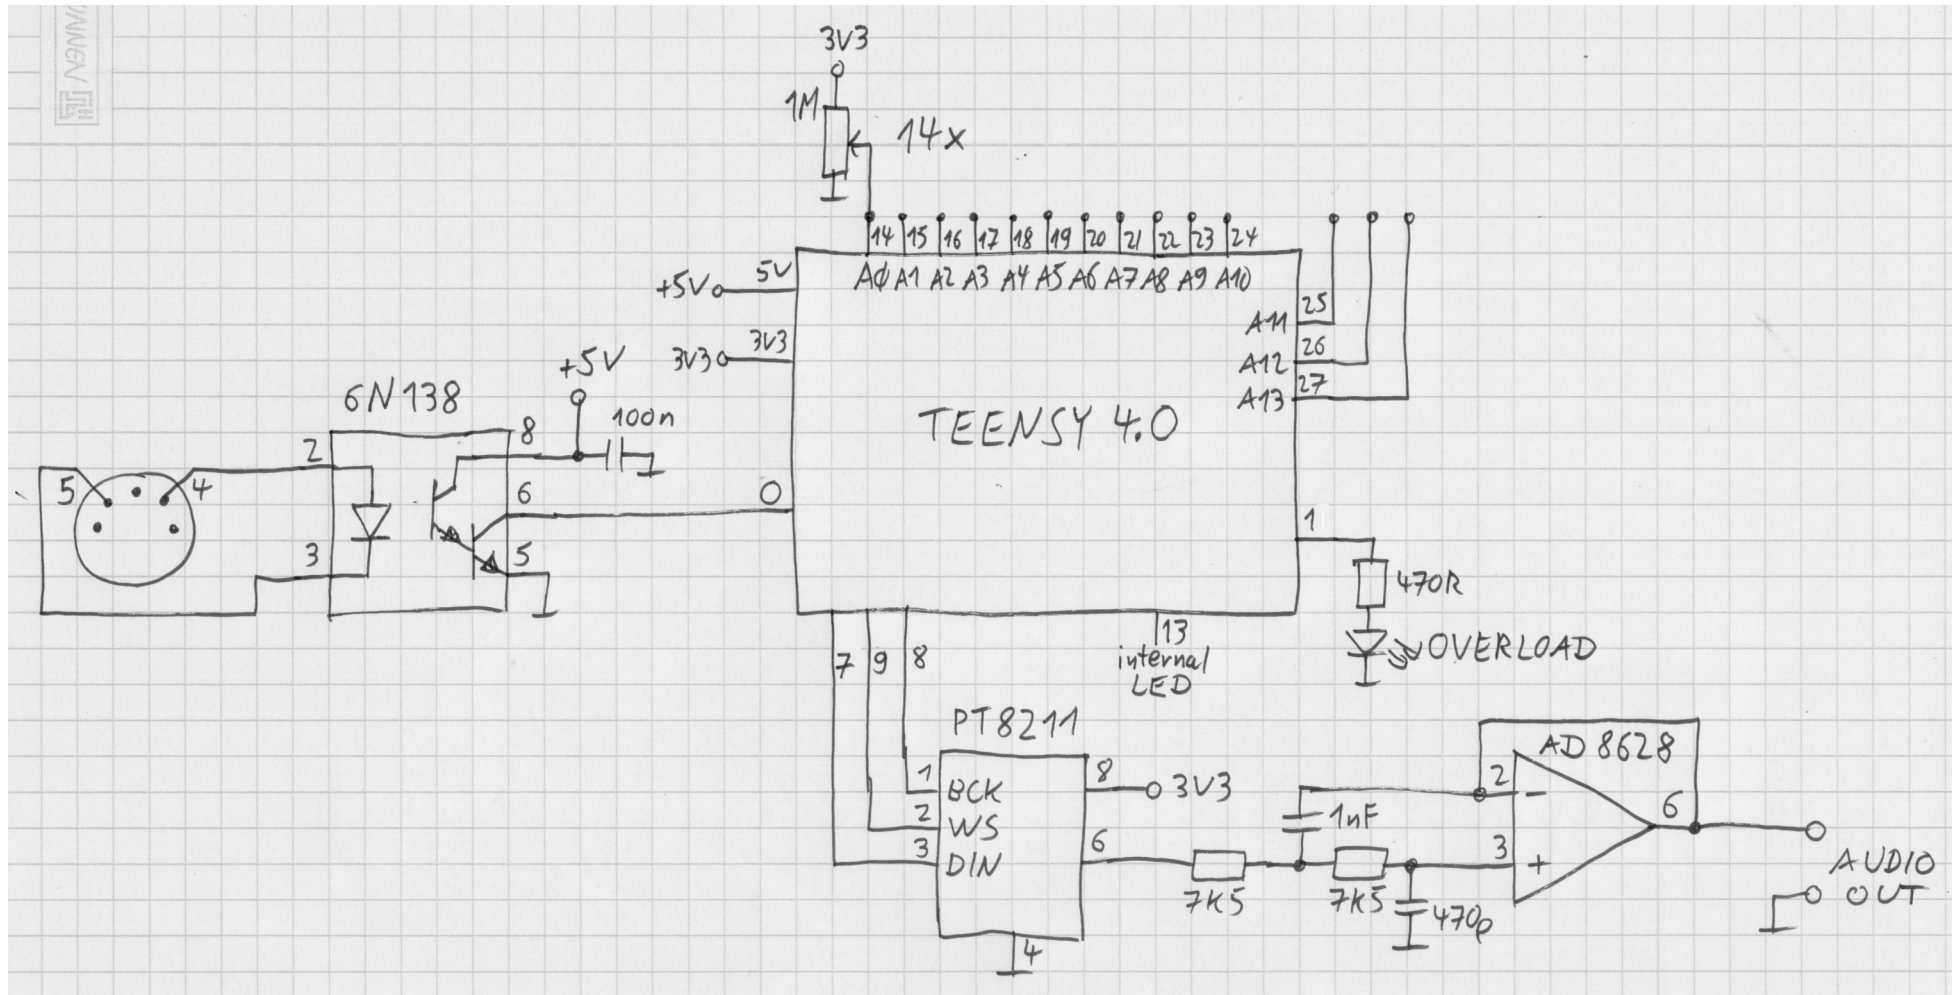 3V3
1M
14x
14 15 16 17 18 19 20 21 22 23 24
AØ A1 A2 A3 A4 A5 A6 A7 A8 A9 A10
+5V 5V
3V3 3V3
A11 25
A12 26
A13 27
TEENSY 4.0
6N138
+5V
100n
2
8
5
4
6
0
3
5
1
470R
OVERLOAD
7 9 8
13
internal
LED
PT8211
1 BCK
2 WS
3 DIN
8 3V3
6
4
7K5
1nF
7K5
470p
AD8628
2 -
3 +
6
AUDIO
OUT